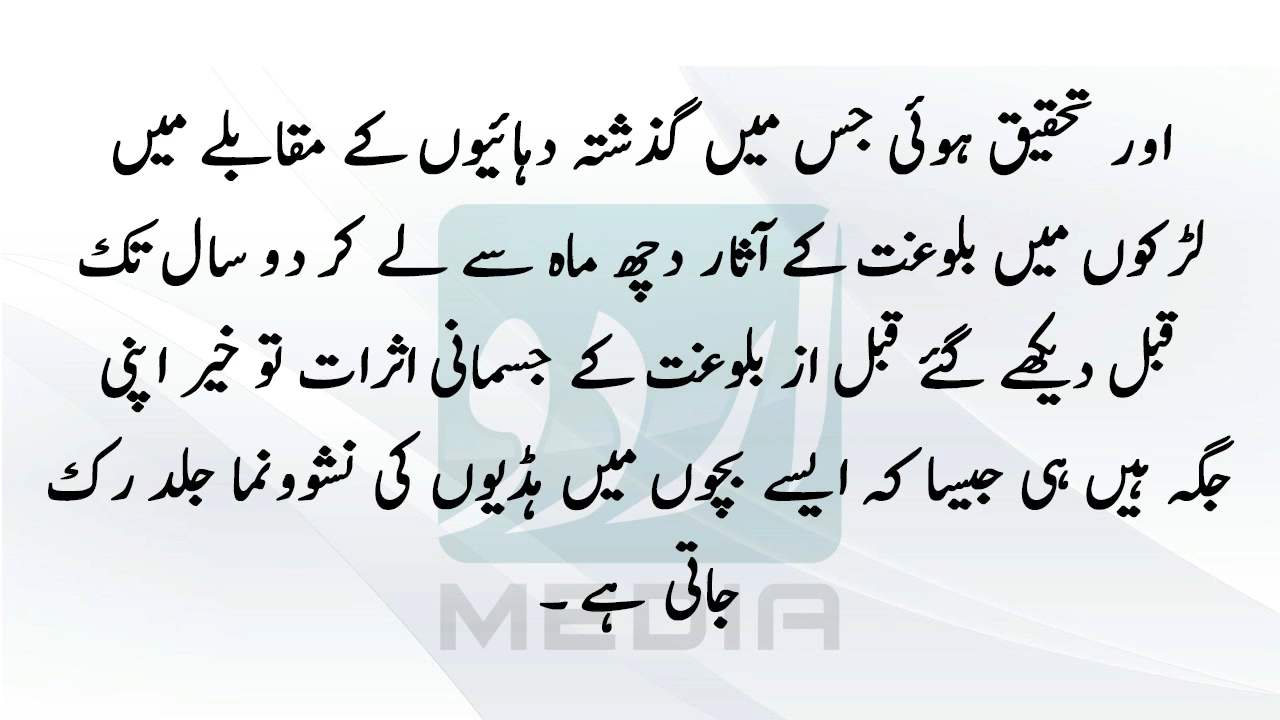 اور تحقیق ہوئی جس میں گذشتہ دہائیوں کے مقابلے میں
لڑکوں میں بلوغت کے آثار دچھ ماہ سے لے کر دو سال تک
قبل دیکھے گئے قبل از بلوغت کے جسمانی اثرات تو خیر اپنی
جگہ ہیں ہی جیسا کہ ایسے بچوں میں ہڈیوں کی نشوونما جلد رک
جاتی ہے ۔
اردو
MEDIA